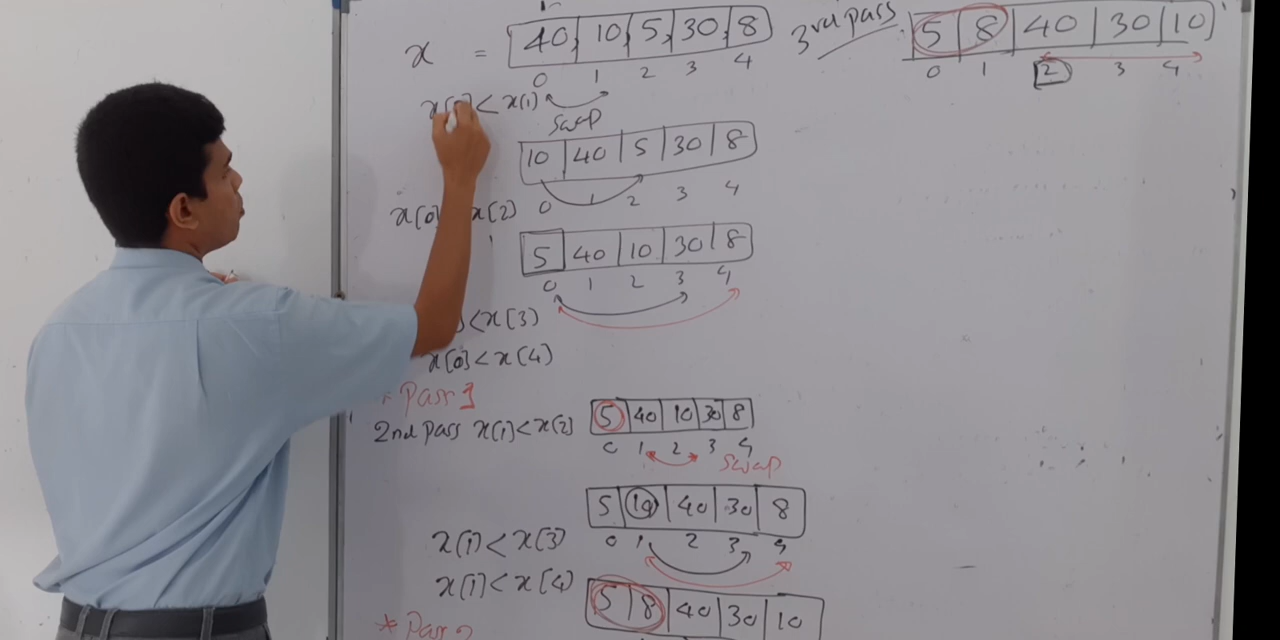 x = 40, 10, 5, 30, 8
0 1 2 3 4
x[0] < x(1)
swap
10 40 5 30 8
0 1 2 3 4
x[0] x[2]
5 40 10 30 8
0 1 2 3 4
<x[3]
x[0] < x[4]
* Pass 1
2nd pass x[1]<x[2] 5 40 10 30 8
0 1 2 3 4
swap
5 10 40 30 8
0 1 2 3 4
x[1] < x[3]
x[1] < x[4]
5 8 40 30 10
* Pass 2
3rd pass 5 8 40 30 10
0 1 2 3 4